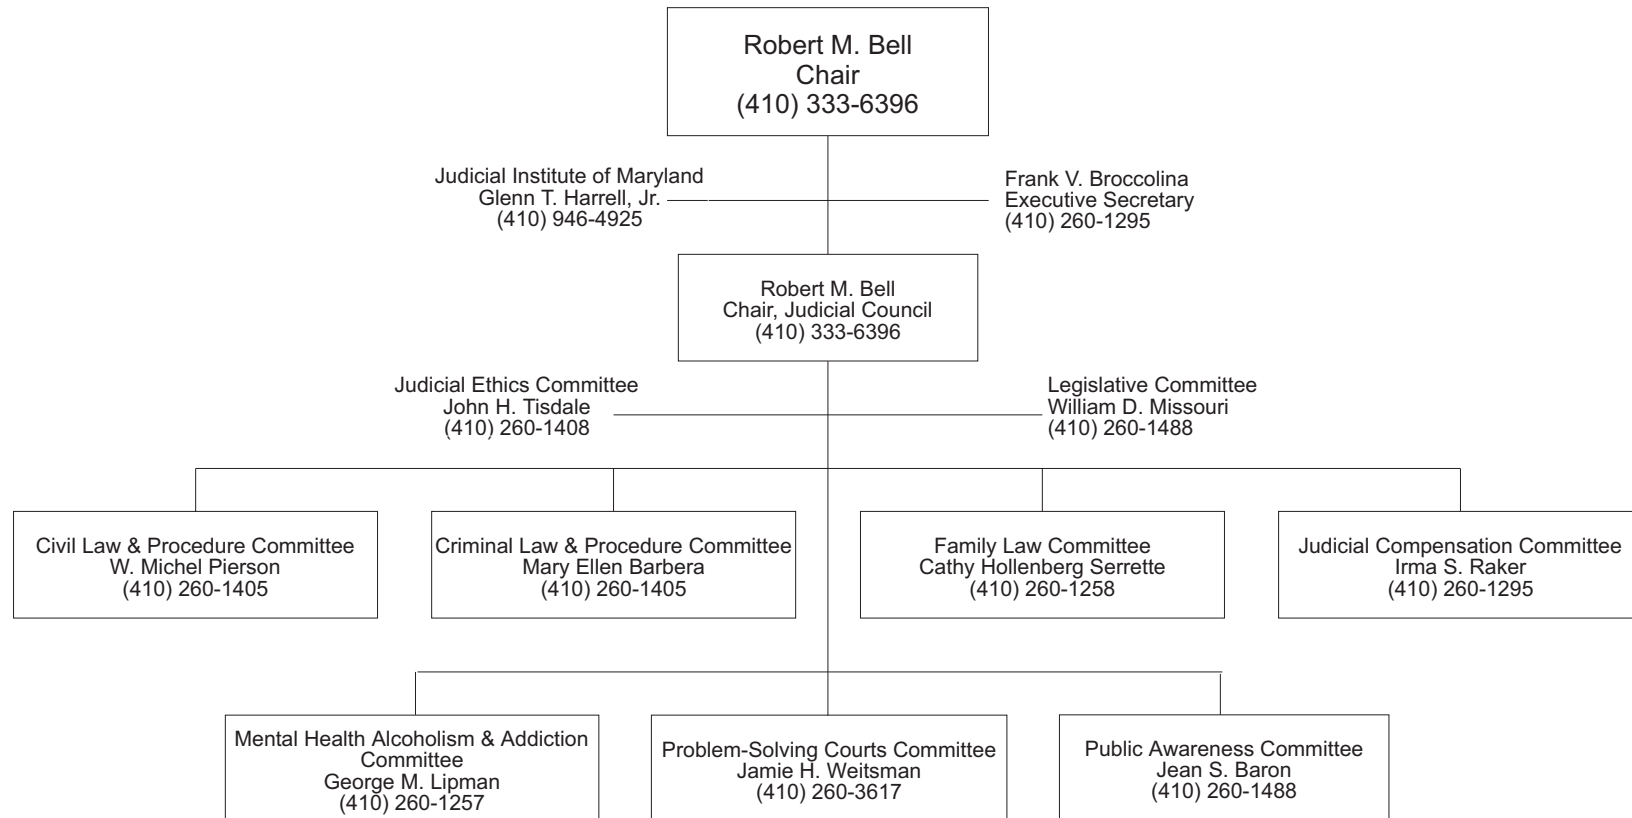 Robert M. Bell
Chair
(410) 333-6396
Judicial Institute of Maryland
Glenn T. Harrell, Jr.
(410) 946-4925
Frank V. Broccolina
Executive Secretary
(410) 260-1295
Robert M. Bell
Chair, Judicial Council
(410) 333-6396
Judicial Ethics Committee
John H. Tisdale
(410) 260-1408
Legislative Committee
William D. Missouri
(410) 260-1488
Civil Law & Procedure Committee
W. Michel Pierson
(410) 260-1405
Criminal Law & Procedure Committee
Mary Ellen Barbera
(410) 260-1405
Family Law Committee
Cathy Hollenberg Serrette
(410) 260-1258
Judicial Compensation Committee
Irma S. Raker
(410) 260-1295
Mental Health Alcoholism & Addiction
Committee
George M. Lipman
(410) 260-1257
Problem-Solving Courts Committee
Jamie H. Weitsman
(410) 260-3617
Public Awareness Committee
Jean S. Baron
(410) 260-1488